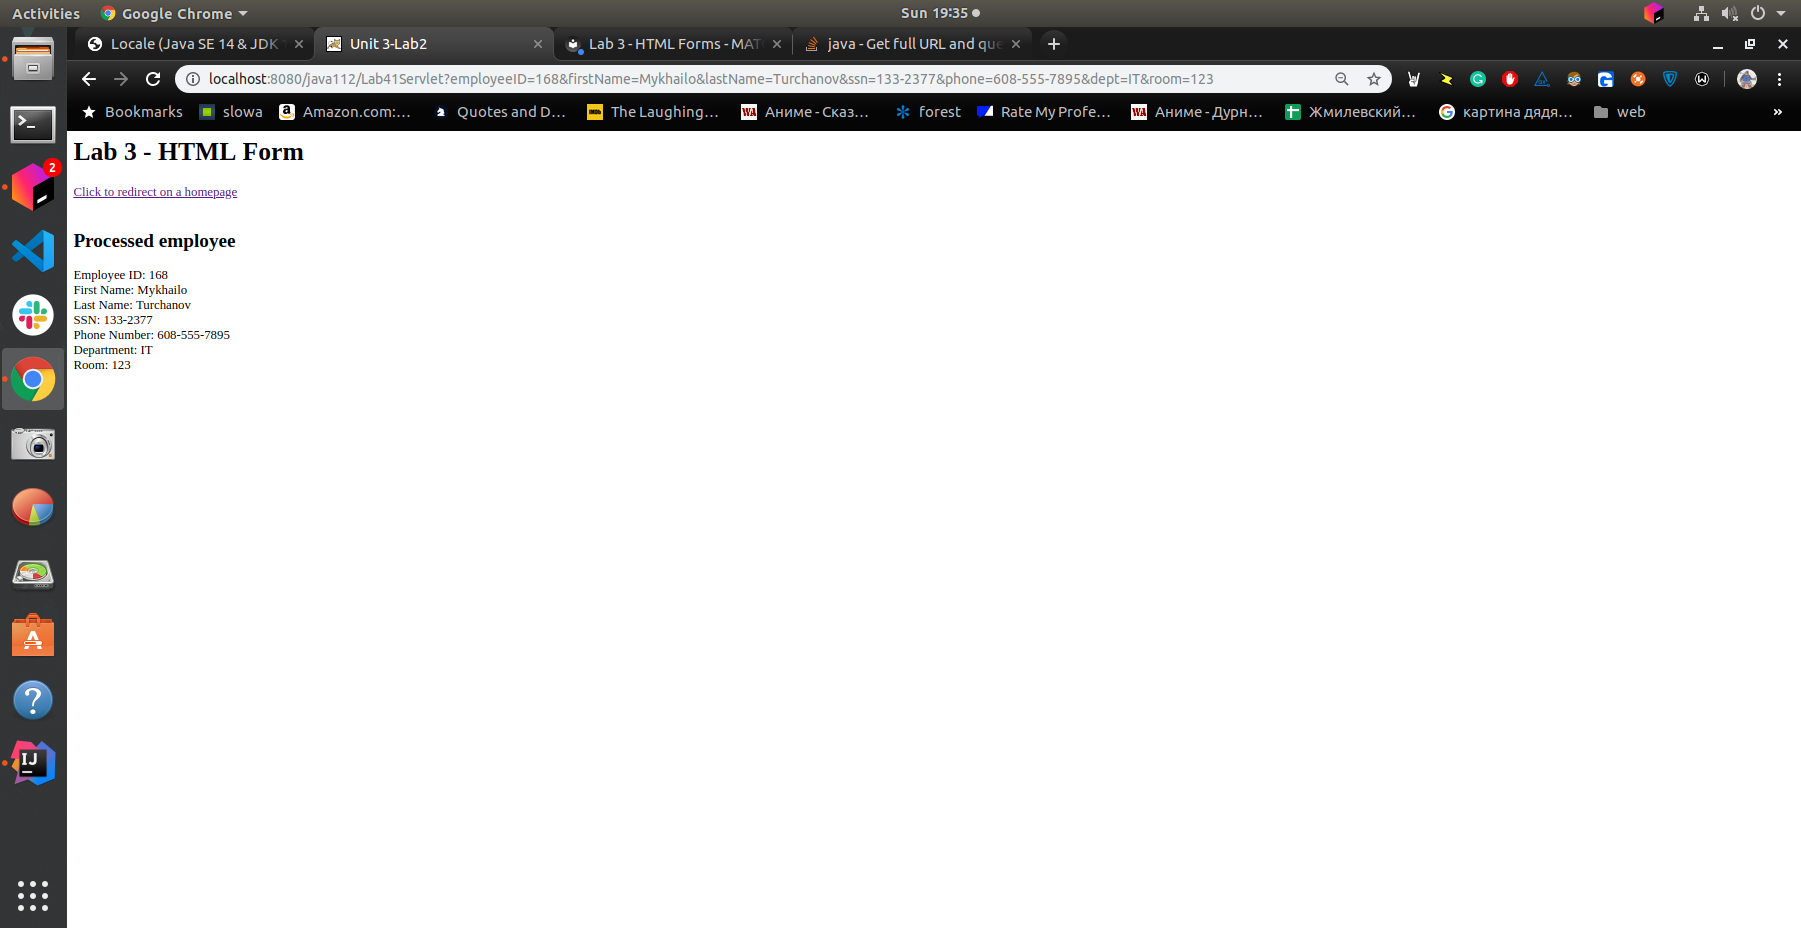 Activities Google Chrome Sun 19:35
Locale (Java SE 14 & JDK Unit 3-Lab2 Lab 3 - HTML Forms - MAT java - Get full URL and que
localhost:8080/java112/Lab41Servlet?employeeID=168&firstName=Mykhailo&lastName=Turchanov&ssn=133-2377&phone=608-555-7895&dept=IT&room=123
Bookmarks slowa Amazon.com:... Quotes and D... The Laughing... Аниме - Сказ... forest Rate My Profe... Аниме - Дурн... Жмилевский... картина дядя... web »
Lab 3 - HTML Form
Click to redirect on a homepage
Processed employee
Employee ID: 168
First Name: Mykhailo
Last Name: Turchanov
SSN: 133-2377
Phone Number: 608-555-7895
Department: IT
Room: 123
2
IJ